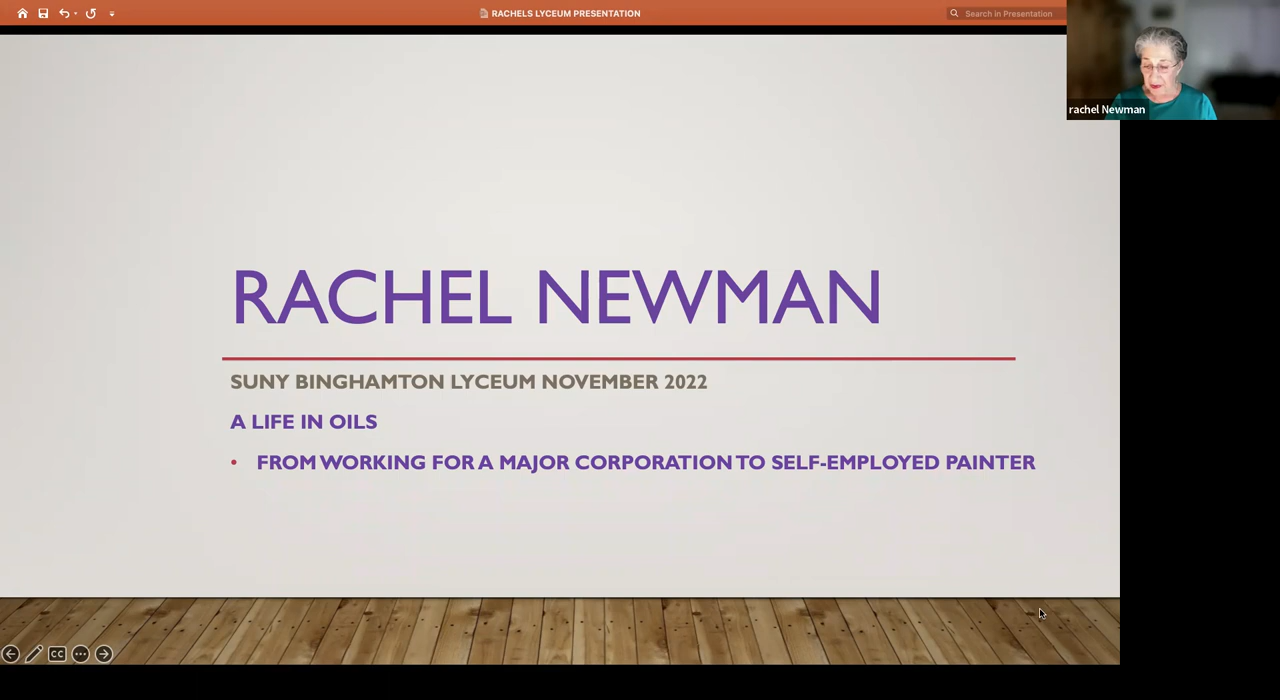 RACHELS LYCEUM PRESENTATION
Search in Presentation
rachel Newman
RACHEL NEWMAN
SUNY BINGHAMTON LYCEUM NOVEMBER 2022
A LIFE IN OILS
• FROM WORKING FOR A MAJOR CORPORATION TO SELF-EMPLOYED PAINTER
CC